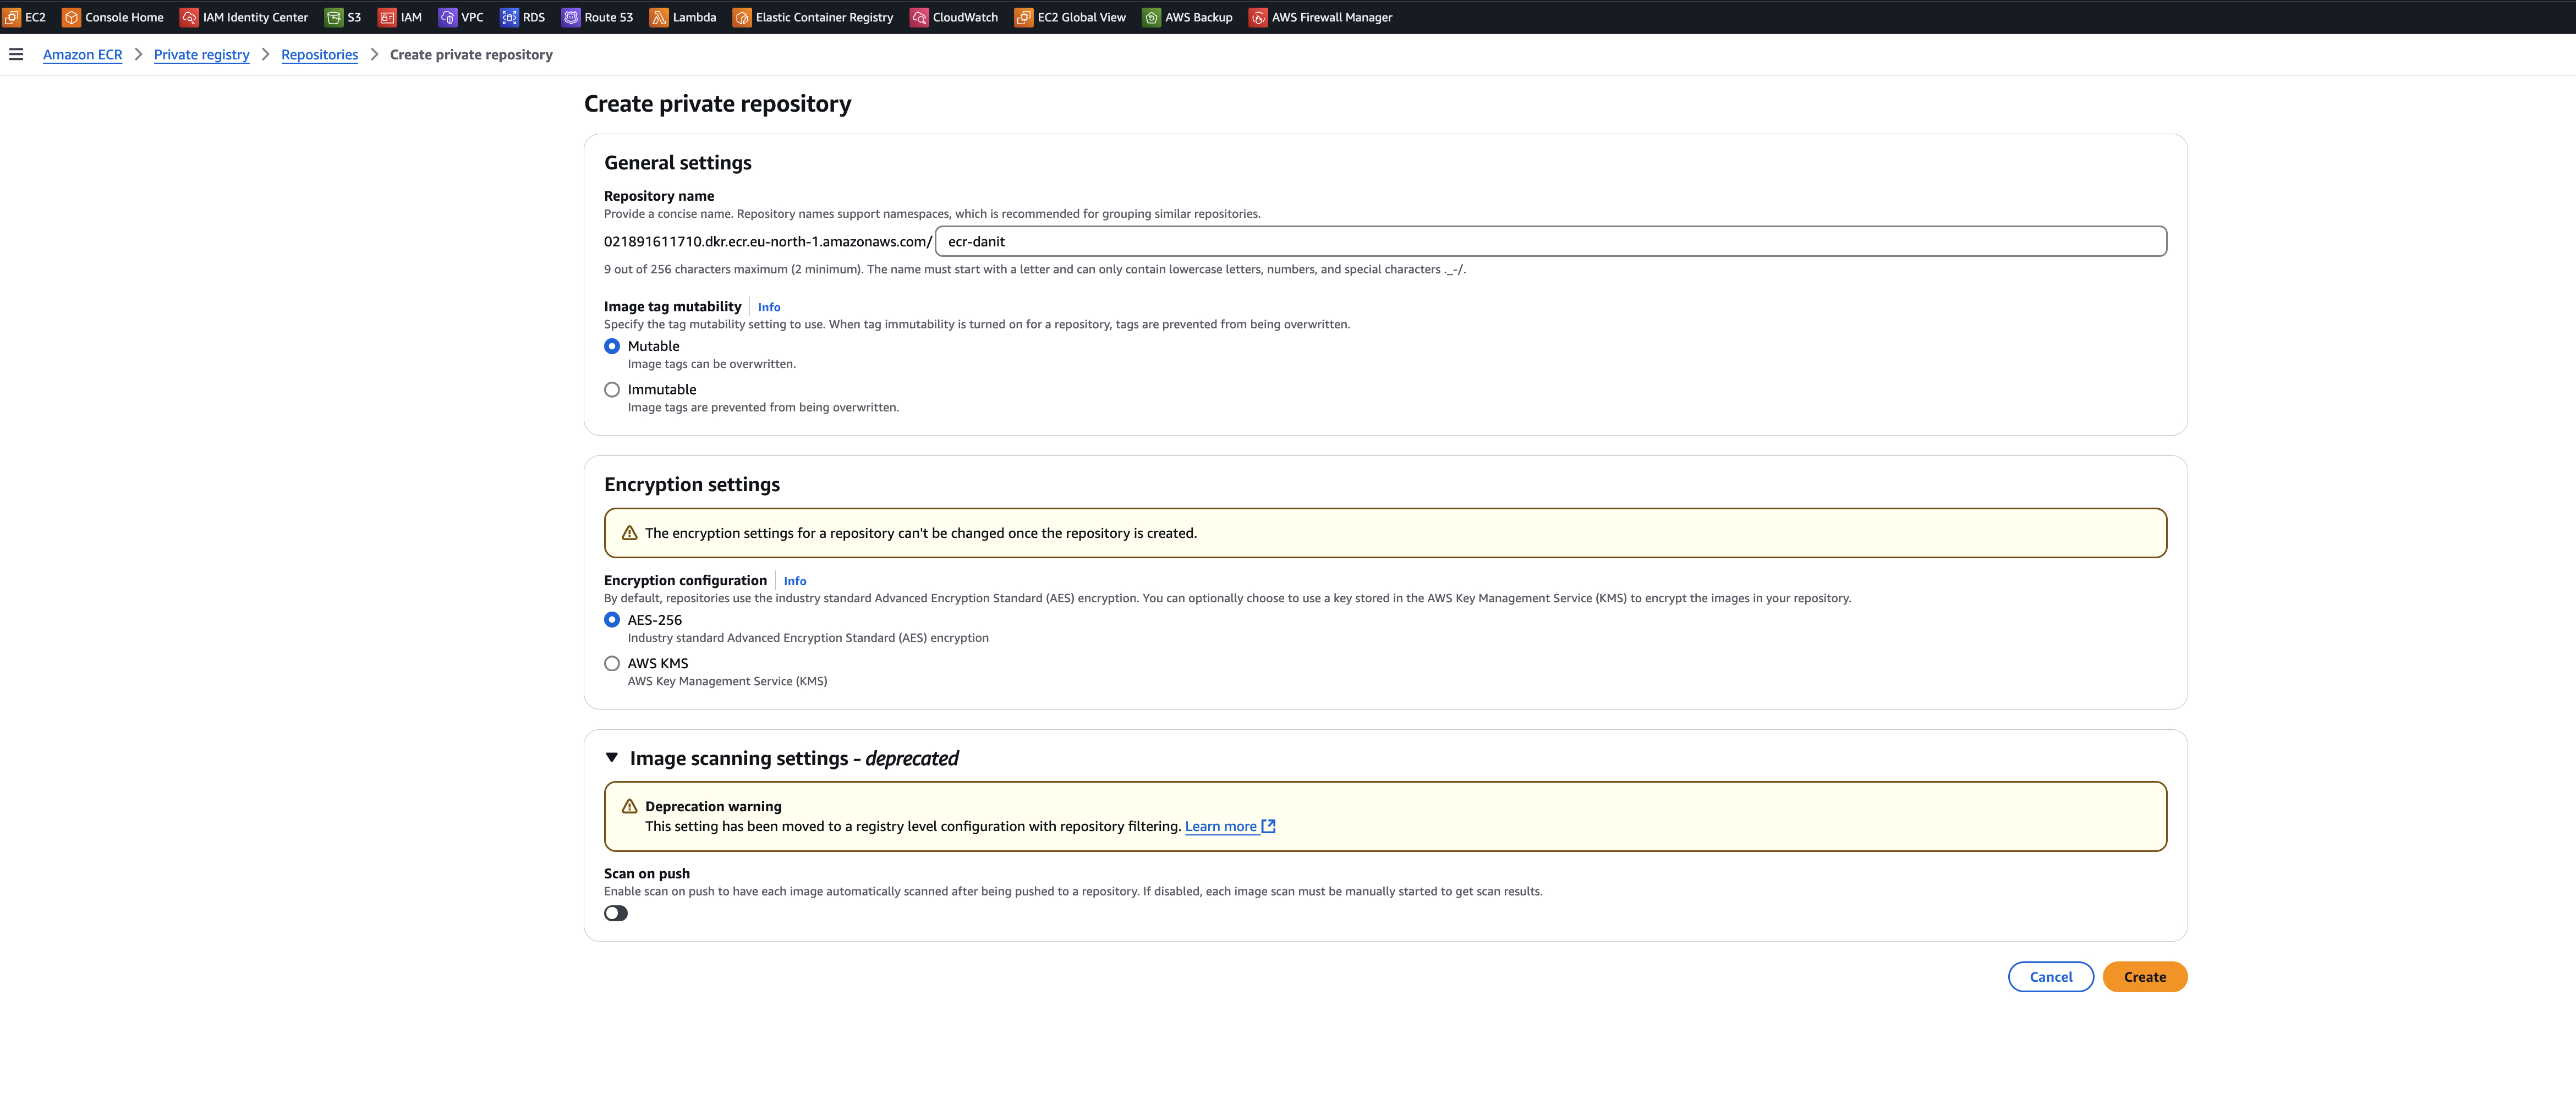 EC2 Console Home IAM Identity Center S3 IAM VPC RDS Route 53 Lambda Elastic Container Registry CloudWatch EC2 Global View AWS Backup AWS Firewall Manager
Amazon ECR > Private registry > Repositories > Create private repository
Create private repository
General settings
Repository name
Provide a concise name. Repository names support namespaces, which is recommended for grouping similar repositories.
021891611710.dkr.ecr.eu-north-1.amazonaws.com/ ecr-danit
9 out of 256 characters maximum (2 minimum). The name must start with a letter and can only contain lowercase letters, numbers, and special characters ._-/.
Image tag mutability Info
Specify the tag mutability setting to use. When tag immutability is turned on for a repository, tags are prevented from being overwritten.
Mutable
Image tags can be overwritten.
Immutable
Image tags are prevented from being overwritten.
Encryption settings
The encryption settings for a repository can't be changed once the repository is created.
Encryption configuration Info
By default, repositories use the industry standard Advanced Encryption Standard (AES) encryption. You can optionally choose to use a key stored in the AWS Key Management Service (KMS) to encrypt the images in your repository.
AES-256
Industry standard Advanced Encryption Standard (AES) encryption
AWS KMS
AWS Key Management Service (KMS)
Image scanning settings - deprecated
Deprecation warning
This setting has been moved to a registry level configuration with repository filtering. Learn more
Scan on push
Enable scan on push to have each image automatically scanned after being pushed to a repository. If disabled, each image scan must be manually started to get scan results.
Cancel Create